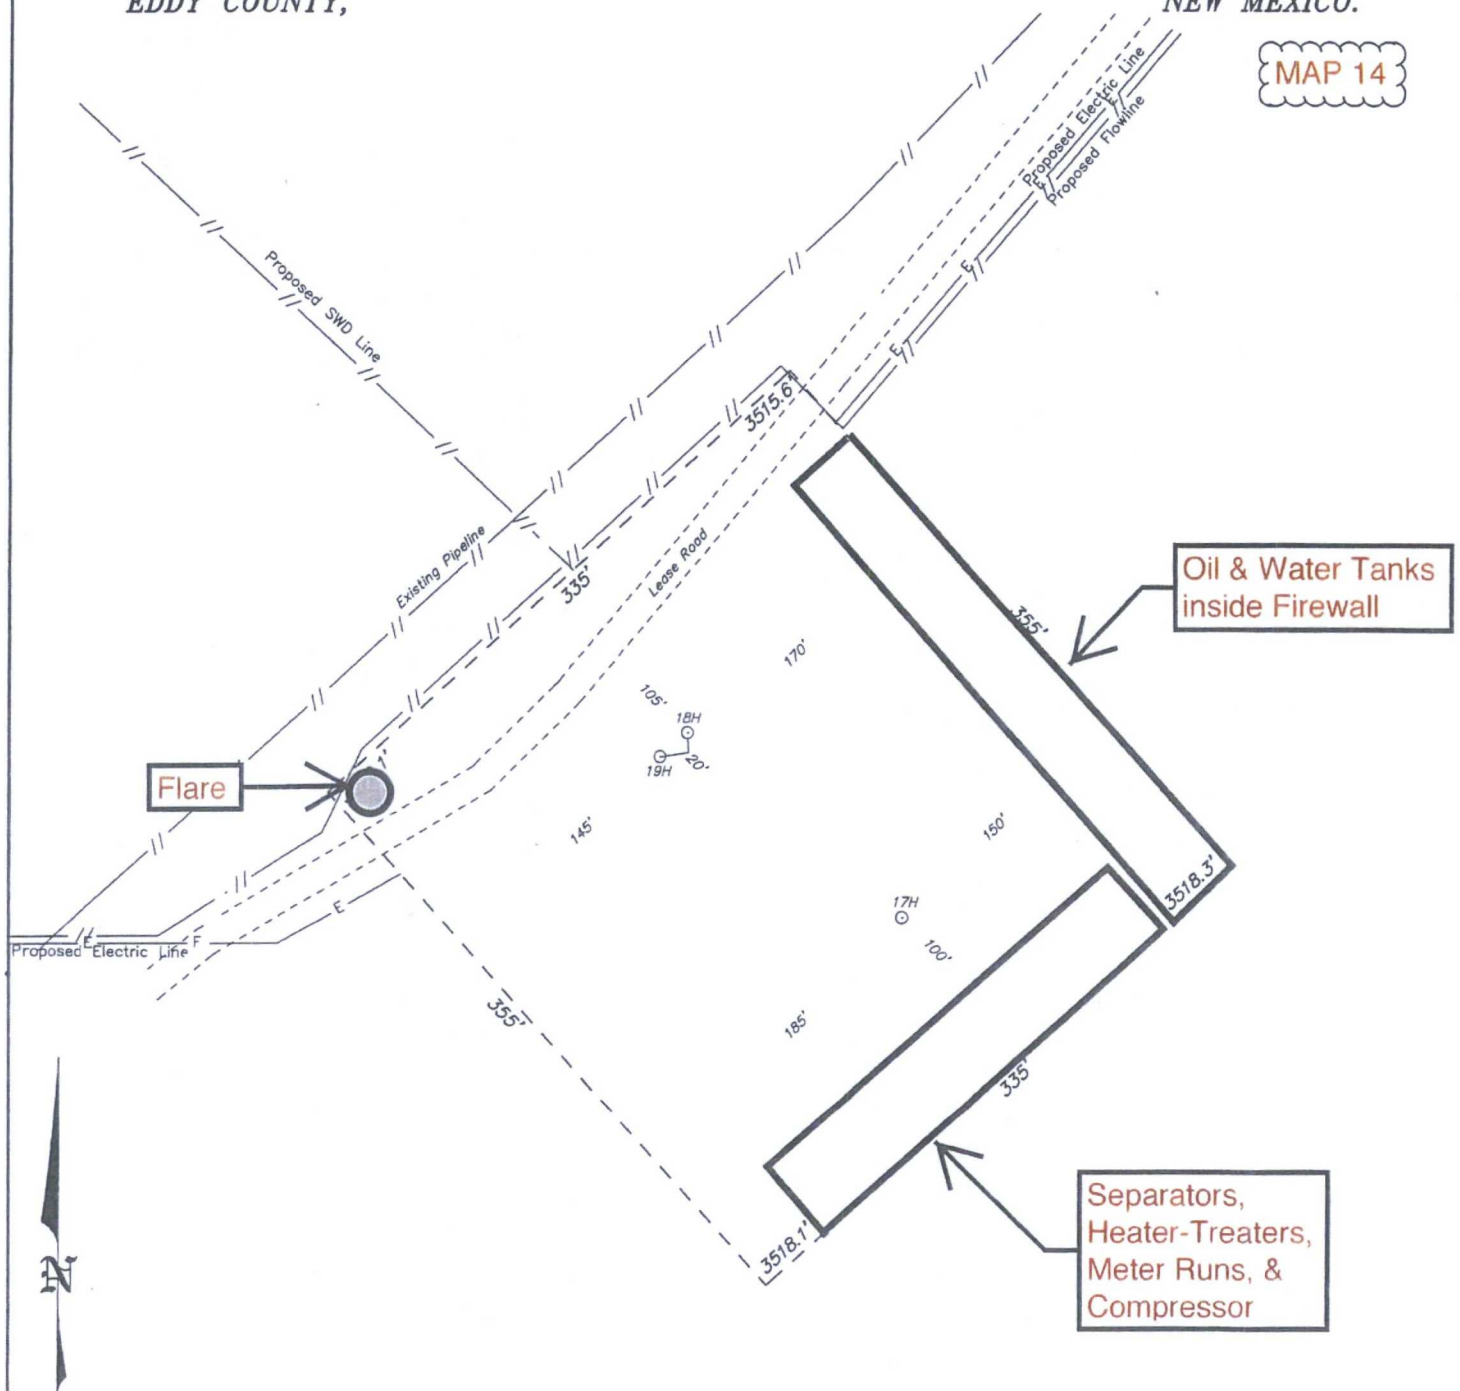 EDDY COUNTY,
NEW MEXICO.
MAP 14
Proposed Electric Line
E
E
Proposed Flowline
E
E
Proposed SWD Line
3515.6'
Existing Pipeline
335'
Lease Road
Oil & Water Tanks
inside Firewall
355'
170'
105'
18H
19H
20'
Flare
145'
150'
3518.3'
17H
E
E
F
Proposed Electric Line
100'
355'
185'
335'
Separators,
Heater-Treaters,
Meter Runs, &
Compressor
3518.1'
N